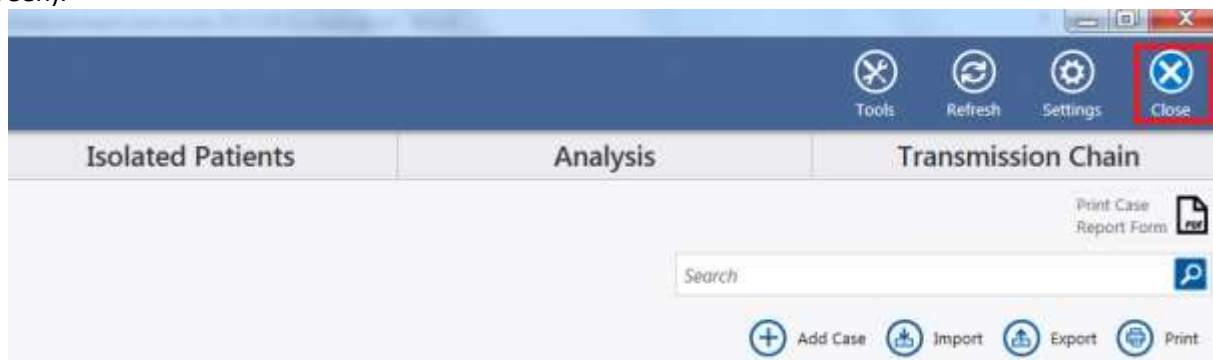 Tools Refresh Settings Close
Isolated Patients Analysis Transmission Chain
Print Case
Report Form PDF
Search
Add Case Import Export Print